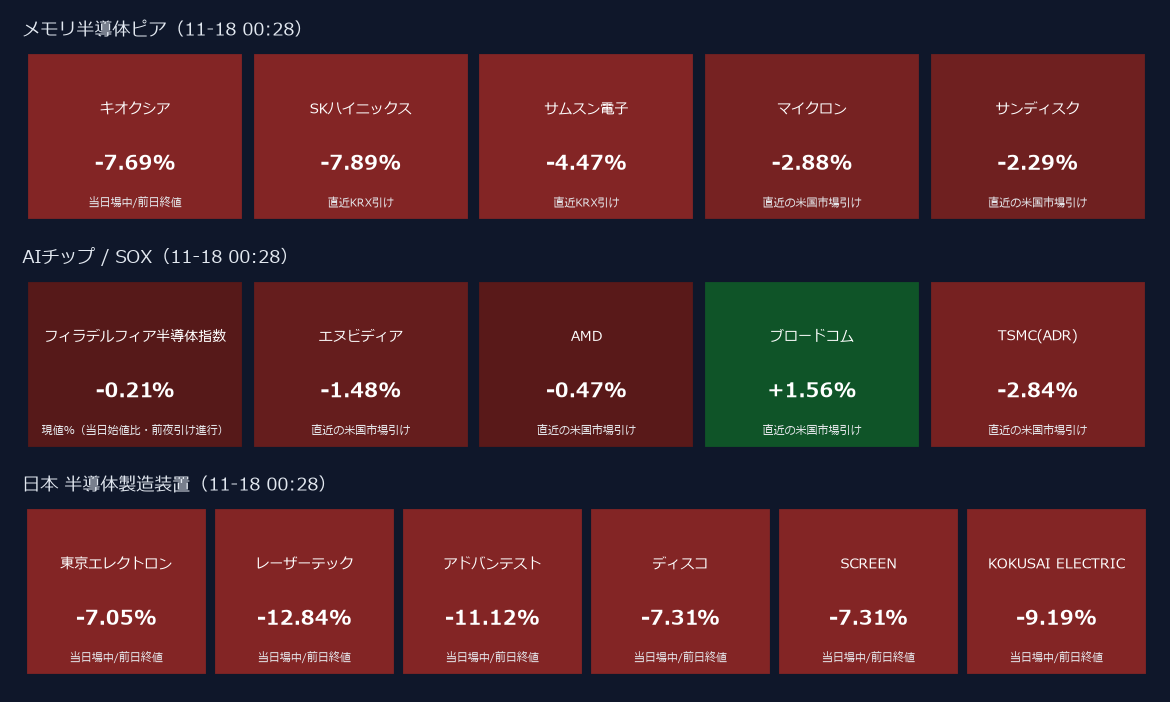 メモリ半導体ピア（11-18 00:28）
キオクシア
-7.69%
当日場中/前日終値
SKハイニックス
-7.89%
直近KRX引け
サムスン電子
-4.47%
直近KRX引け
マイクロン
-2.88%
直近の米国市場引け
サンディスク
-2.29%
直近の米国市場引け
AIチップ / SOX（11-18 00:28）
フィラデルフィア半導体指数
-0.21%
現値%（当日始値比・前夜引け進行）
エヌビディア
-1.48%
直近の米国市場引け
AMD
-0.47%
直近の米国市場引け
ブロードコム
+1.56%
直近の米国市場引け
TSMC(ADR)
-2.84%
直近の米国市場引け
日本 半導体製造装置（11-18 00:28）
東京エレクトロン
-7.05%
当日場中/前日終値
レーザーテック
-12.84%
当日場中/前日終値
アドバンテスト
-11.12%
当日場中/前日終値
ディスコ
-7.31%
当日場中/前日終値
SCREEN
-7.31%
当日場中/前日終値
KOKUSAI ELECTRIC
-9.19%
当日場中/前日終値